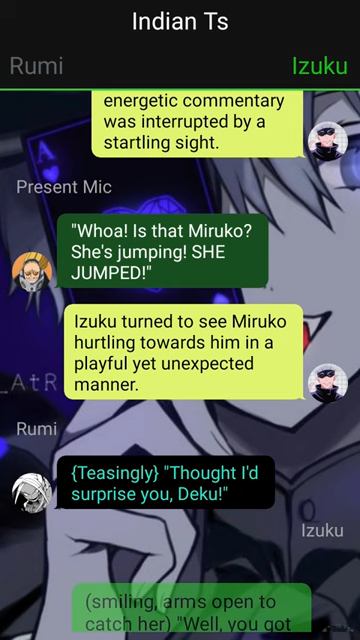 Indian Ts
Rumi
Izuku
energetic commentary
was interrupted by a
startling sight.
Present Mic
"Whoa! Is that Miruko?
She's jumping! SHE
JUMPED!"
Izuku turned to see Miruko
hurtling towards him in a
playful yet unexpected
manner.
_AtR
Rumi
{Teasingly} "Thought I'd
surprise you, Deku!"
Izuku
(smiling, arms open to
catch her) "Well, you got
A